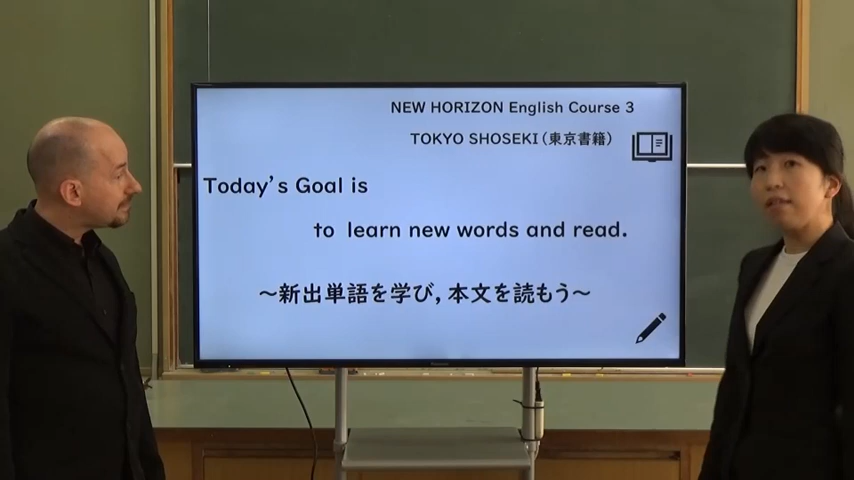 NEW HORIZON English Course 3
TOKYO SHOSEKI(東京書籍)
Today's Goal is
to learn new words and read.
〜新出単語を学び,本文を読もう〜